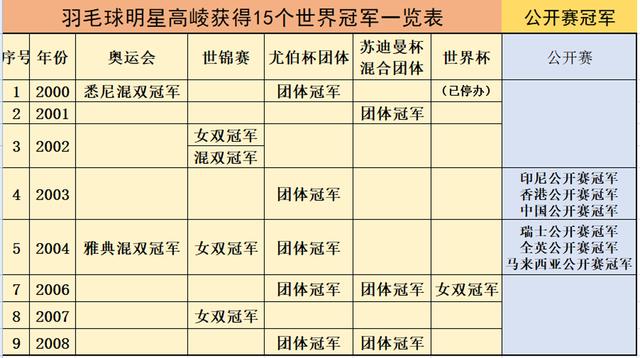 羽毛球明星高崚获得15个世界冠军一览表 公开赛冠军
序号 年份 奥运会 世锦赛 尤伯杯团体 苏迪曼杯混合团体 世界杯 公开赛
1 2000 悉尼混双冠军 团体冠军 (已停办)
2 2001 团体冠军
3 2002 女双冠军
混双冠军
4 2003 团体冠军 印尼公开赛冠军
香港公开赛冠军
中国公开赛冠军
5 2004 雅典混双冠军 女双冠军 团体冠军 瑞士公开赛冠军
全英公开赛冠军
马来西亚公开赛冠军
7 2006 团体冠军 团体冠军 女双冠军
8 2007 女双冠军
9 2008 团体冠军 团体冠军